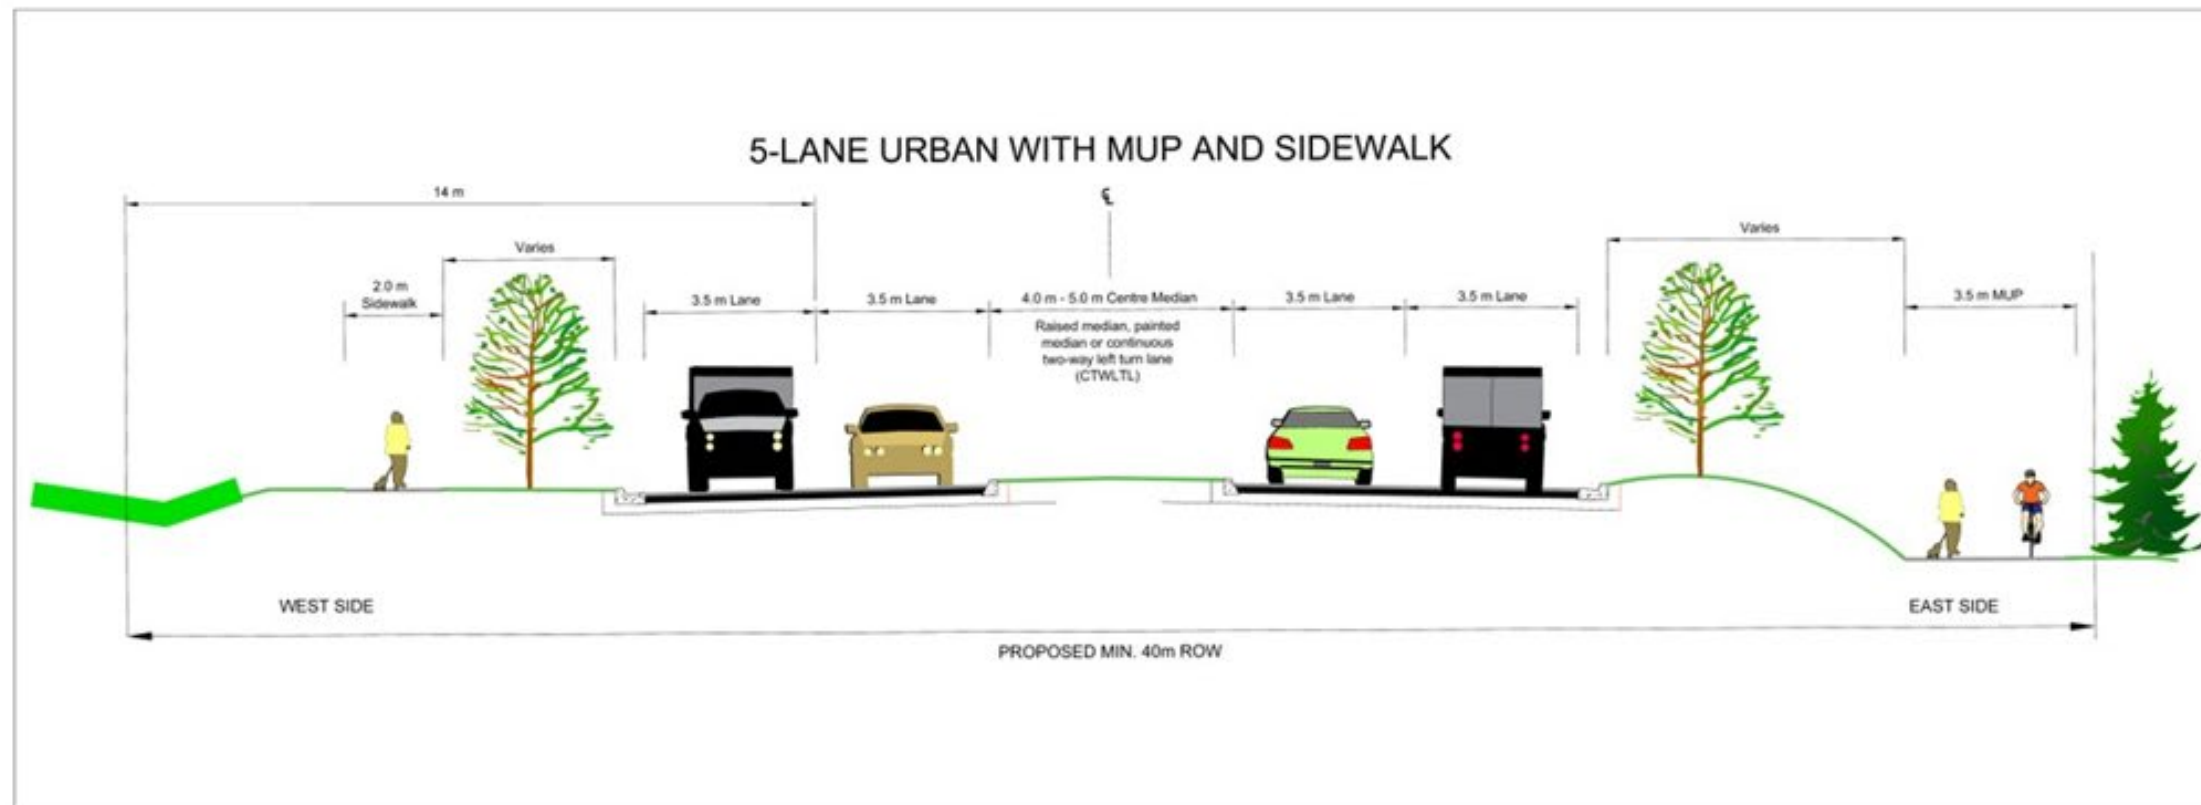 5-LANE URBAN WITH MUP AND SIDEWALK
14 m
℄
Varies
Varies
2.0 m
Sidewalk
3.5 m Lane
3.5 m Lane
4.0 m - 5.0 m Centre Median
3.5 m Lane
3.5 m Lane
3.5 m MUP
Raised median, painted
median or continuous
two-way left turn lane
(CTWLTL)
WEST SIDE
EAST SIDE
PROPOSED MIN. 40m ROW